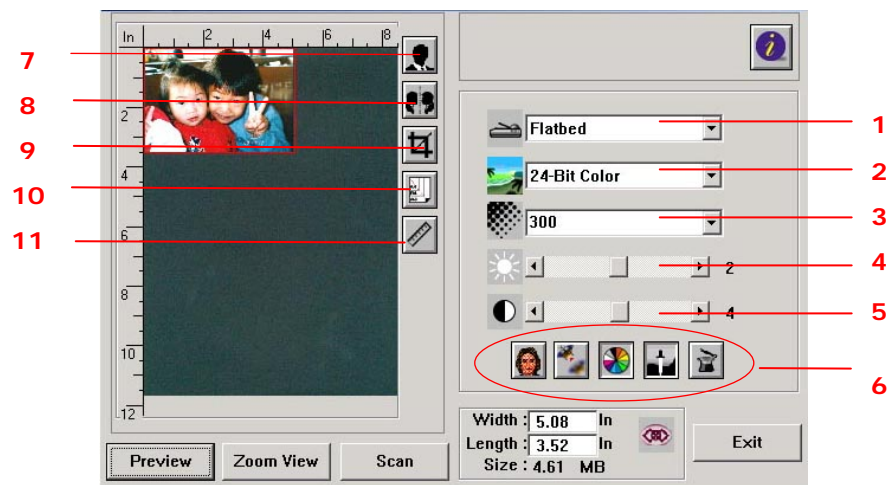 In 2 4 6 8
2
4
6
8
10
12
7
8
9
10
11
Flatbed
24-Bit Color
300
2
4
1
2
3
4
5
6
Width : 5.08 In
Length : 3.52 In
Size : 4.61 MB
Preview
Zoom View
Scan
Exit